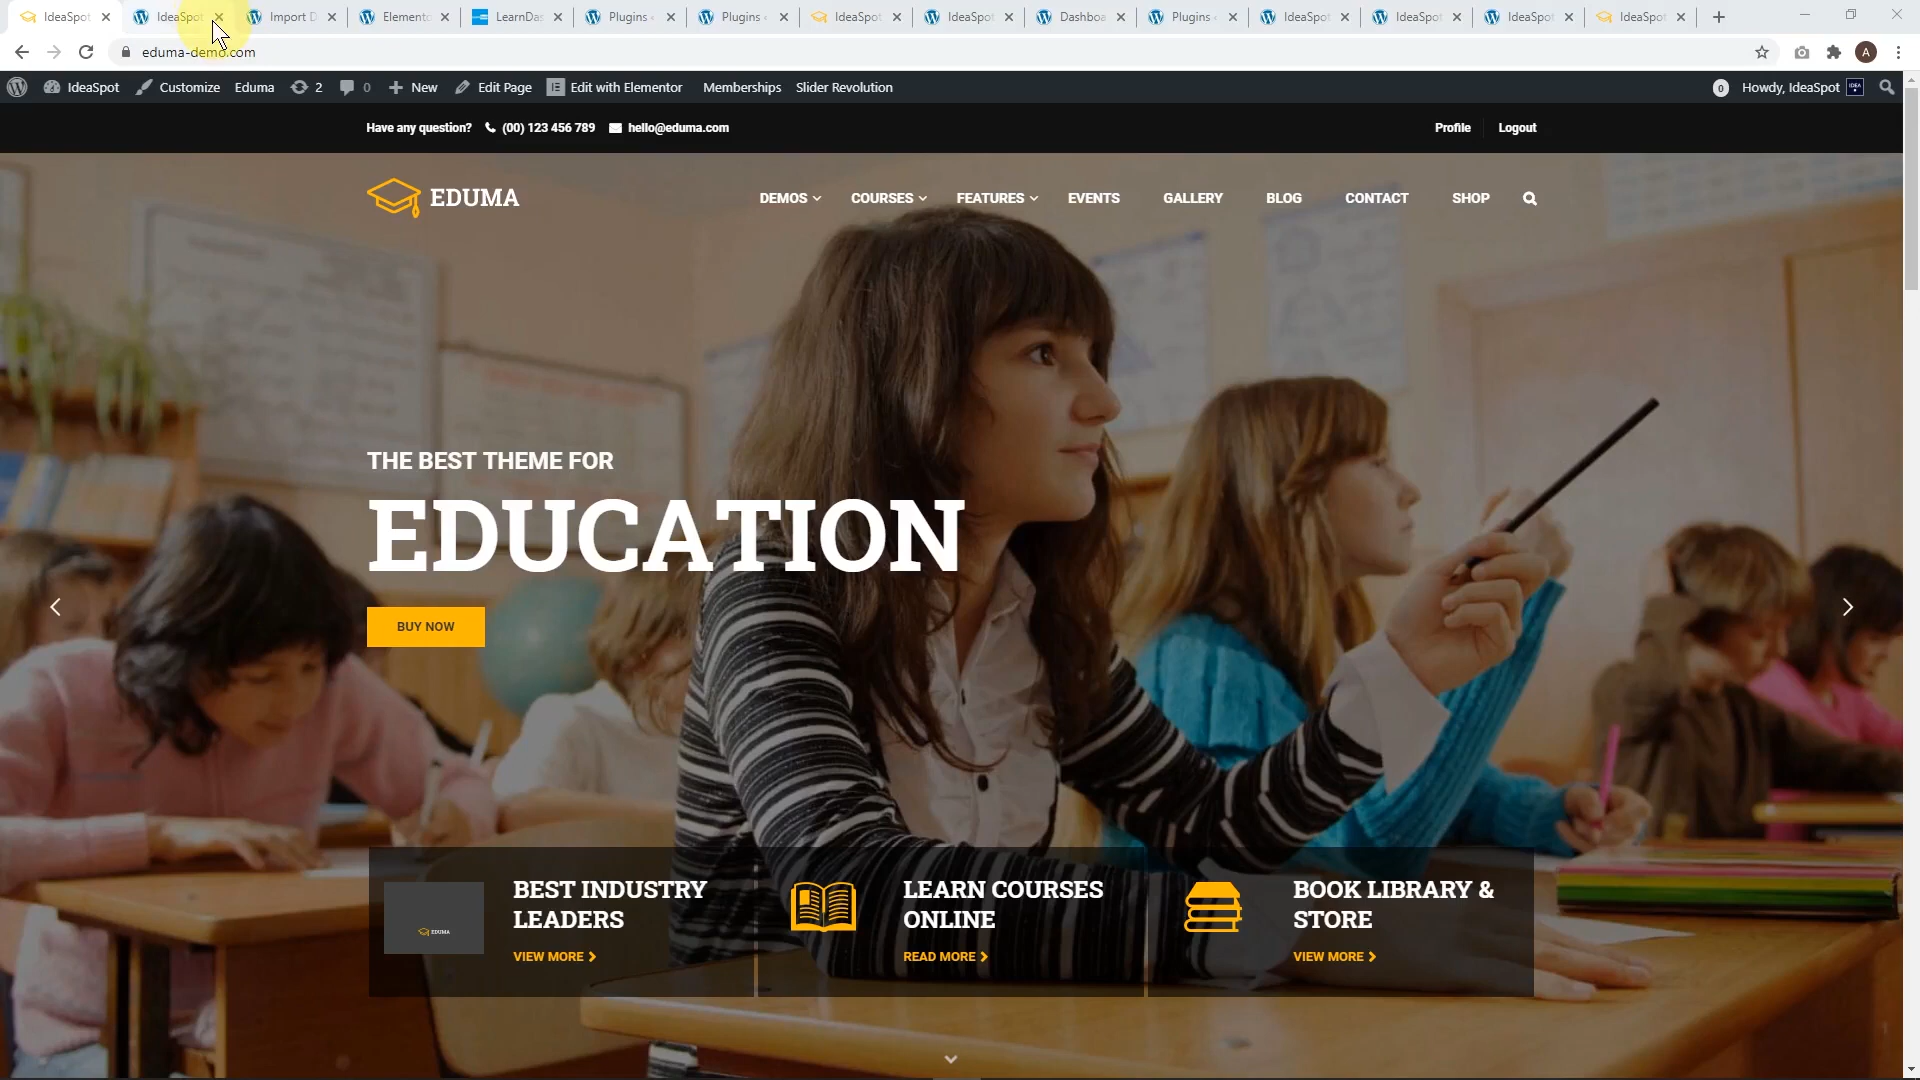 IdeaSpot
IdeaSpot
Import D
Elemento
LearnDas
Plugins
Plugins
IdeaSpot
IdeaSpot
Dashboa
Plugins
IdeaSpot
IdeaSpot
IdeaSpot
IdeaSpot
eduma-demo.com
A
IdeaSpot
Customize
Eduma
2
0
New
Edit Page
Edit with Elementor
Memberships
Slider Revolution
0
Howdy, IdeaSpot
Have any question?
(00) 123 456 789
hello@eduma.com
Profile
Logout
EDUMA
DEMOS
COURSES
FEATURES
EVENTS
GALLERY
BLOG
CONTACT
SHOP
THE BEST THEME FOR
EDUCATION
BUY NOW
EDUMA
BEST INDUSTRY
LEADERS
VIEW MORE
LEARN COURSES
ONLINE
READ MORE
BOOK LIBRARY &
STORE
VIEW MORE